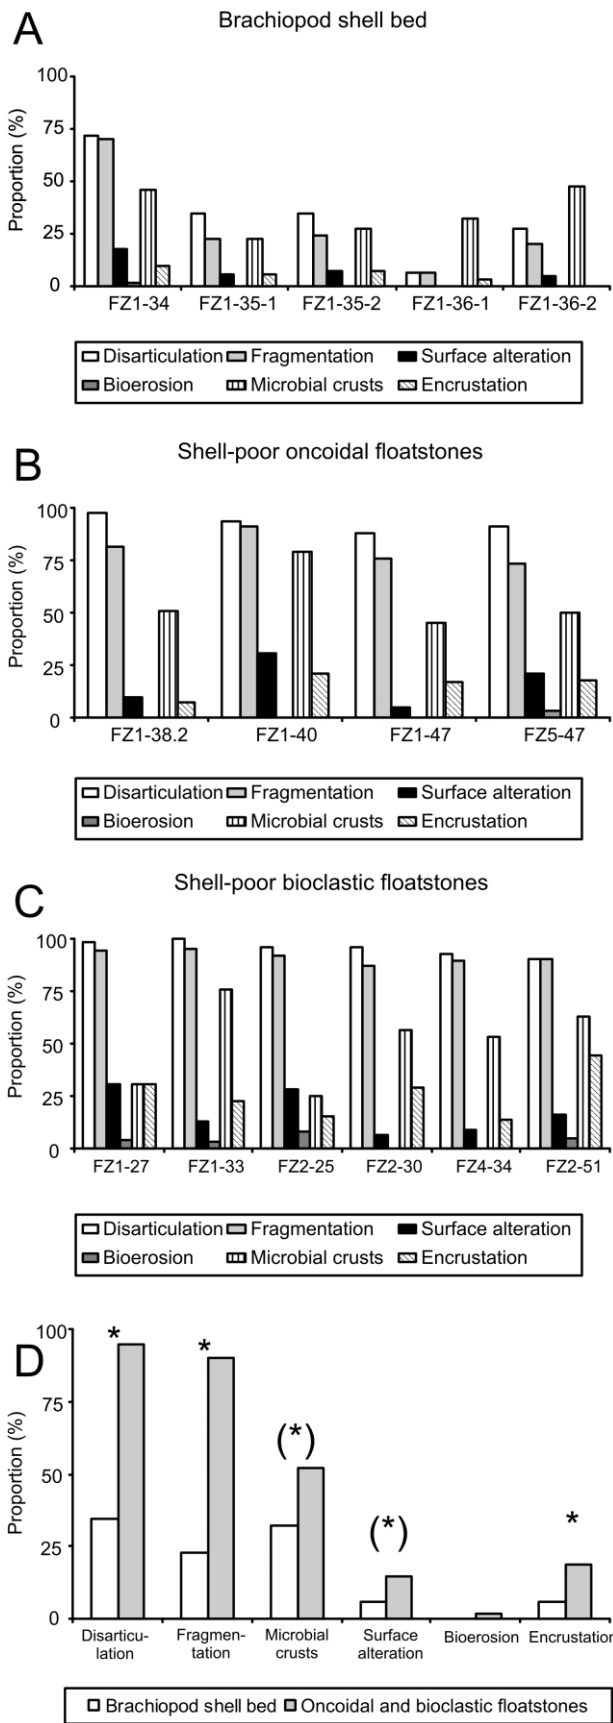 A
Brachiopod shell bed
Proportion (%)
100
75
50
25
0
FZ1-34 FZ1-35-1 FZ1-35-2 FZ1-36-1 FZ1-36-2
Disarticulation Fragmentation Surface alteration
Bioerosion Microbial crusts Encrustation
B
Shell-poor oncoidal floatstones
Proportion (%)
100
75
50
25
0
FZ1-38.2 FZ1-40 FZ1-47 FZ5-47
Disarticulation Fragmentation Surface alteration
Bioerosion Microbial crusts Encrustation
C
Shell-poor bioclastic floatstones
Proportion (%)
100
75
50
25
0
FZ1-27 FZ1-33 FZ2-25 FZ2-30 FZ4-34 FZ2-51
Disarticulation Fragmentation Surface alteration
Bioerosion Microbial crusts Encrustation
D
Proportion (%)
100
75
50
25
0
* * (*) (*) *
Disarticu- Fragmen- Microbial Surface Bioerosion Encrustation
lation tation crusts alteration
Brachiopod shell bed Oncoidal and bioclastic floatstones